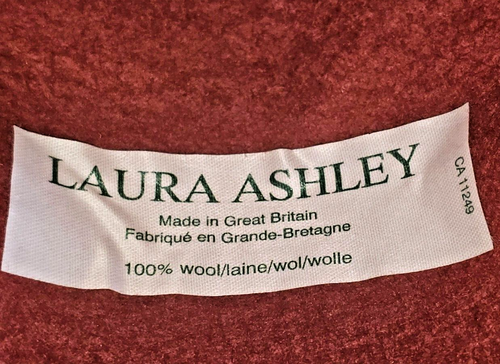 LAURA ASHLEY
Made in Great Britain
Fabriqué en Grande-Bretagne
100% wool/laine/wol/wolle
CA 11249